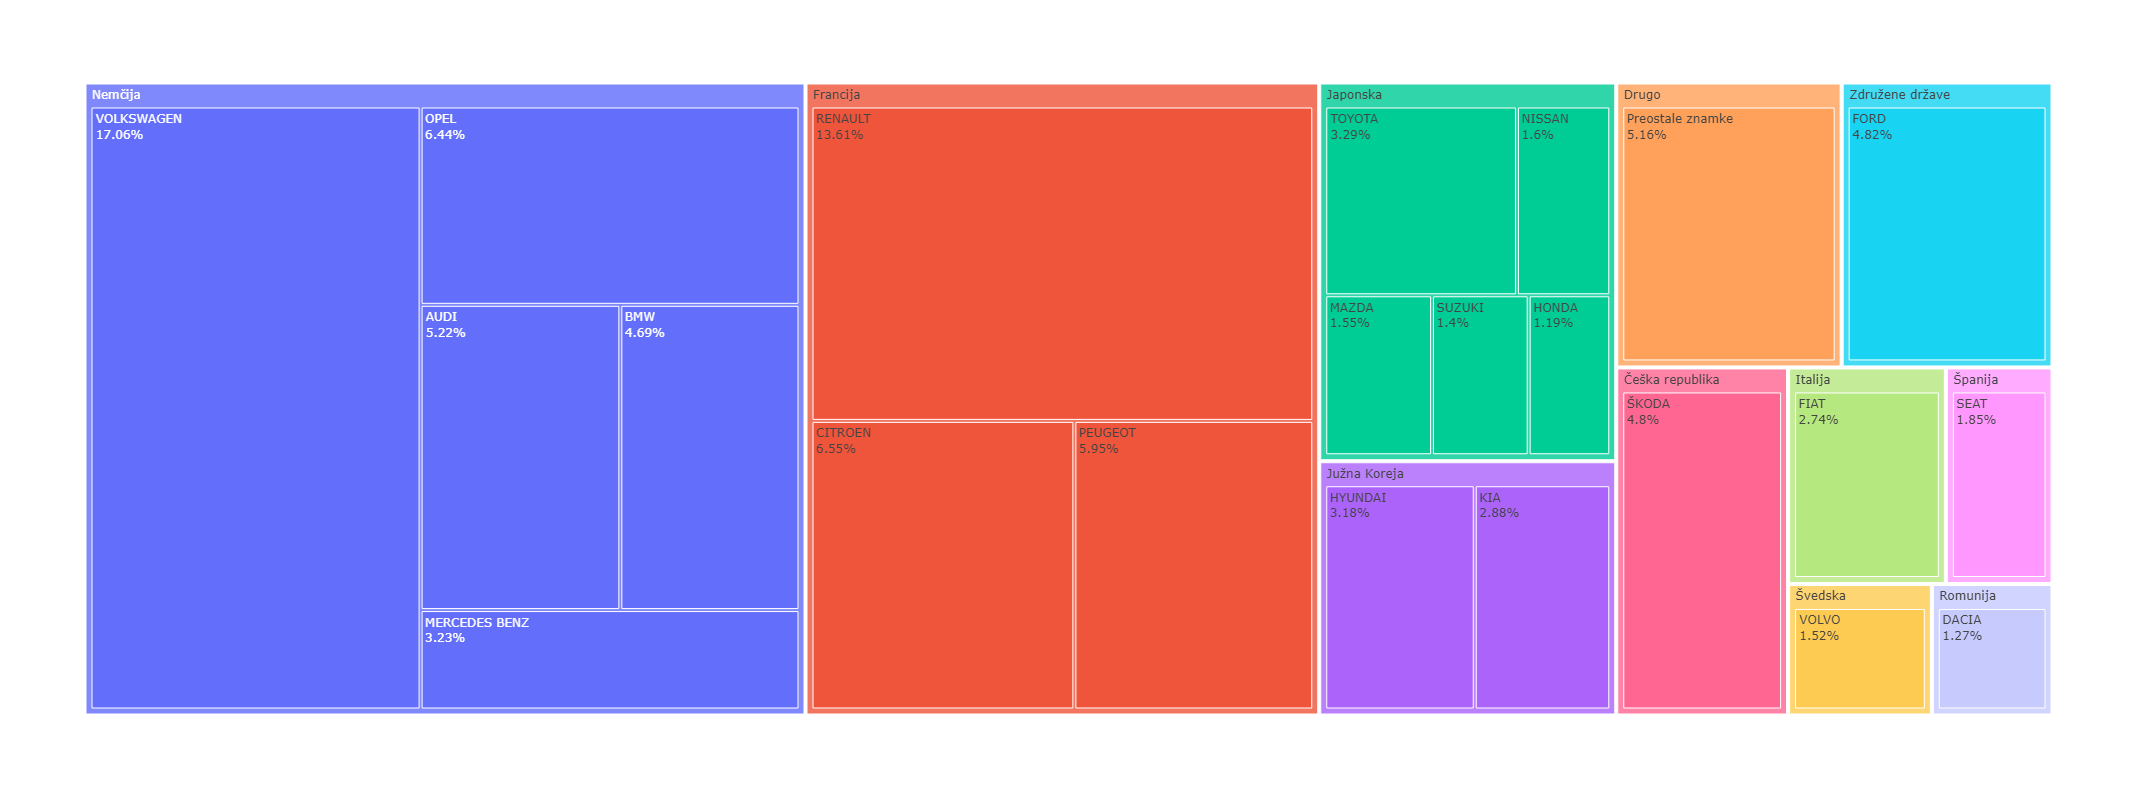 Nemčija
VOLKSWAGEN
17.06%
OPEL
6.44%
AUDI
5.22%
BMW
4.69%
MERCEDES BENZ
3.23%
Francija
RENAULT
13.61%
CITROEN
6.55%
PEUGEOT
5.95%
Japonska
TOYOTA
3.29%
NISSAN
1.6%
MAZDA
1.55%
SUZUKI
1.4%
HONDA
1.19%
Južna Koreja
HYUNDAI
3.18%
KIA
2.88%
Drugo
Preostale znamke
5.16%
Združene države
FORD
4.82%
Češka republika
ŠKODA
4.8%
Italija
FIAT
2.74%
Španija
SEAT
1.85%
Švedska
VOLVO
1.52%
Romunija
DACIA
1.27%